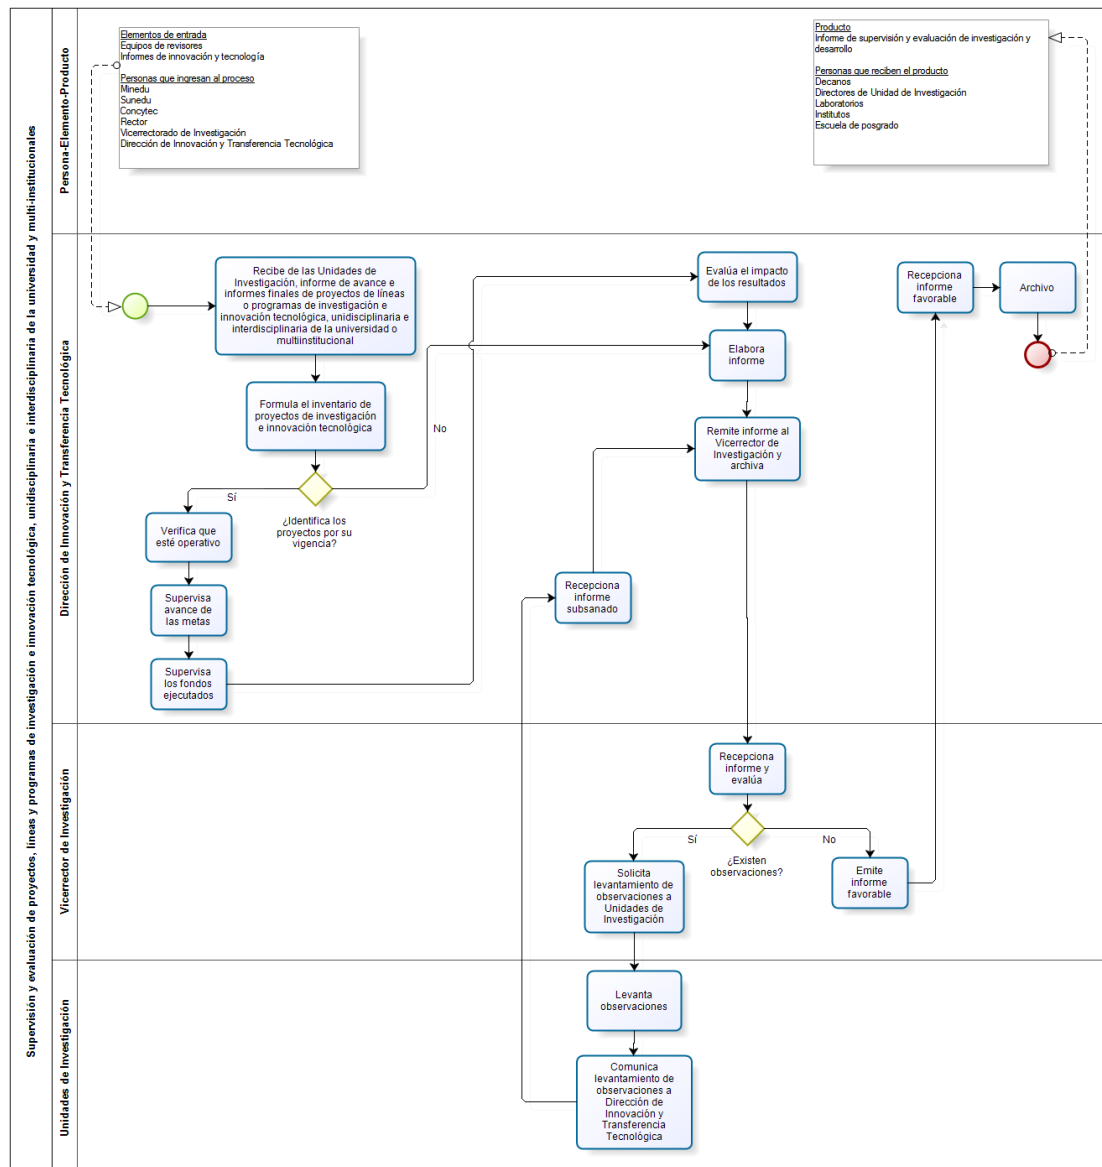 Supervisión y evaluación de proyectos, líneas y programas de investigación e innovación tecnológica, unidisciplinaria e interdisciplinaria de la universidad y multi-institucionales
Persona-Elemento-Producto
Elementos de entrada
Equipos de revisores
Informes de innovación y tecnología
Personas que ingresan al proceso
Minedu
Sunedu
Concytec
Rector
Vicerrectorado de Investigación
Dirección de Innovación y Transferencia Tecnológica
Producto
Informe de supervisión y evaluación de investigación y
desarrollo
Personas que reciben el producto
Decanos
Directores de Unidad de Investigación
Laboratorios
Institutos
Escuela de posgrado
Dirección de Innovación y Transferencia Tecnológica
Recibe de las Unidades de
Investigación, informe de avance e
informes finales de proyectos de líneas
o programas de investigación e
innovación tecnológica, unidisciplinaria e
interdisciplinaria de la universidad o
multiinstitucional
Formula el inventario de
proyectos de investigación
e innovación tecnológica
¿Identifica los
proyectos por su
vigencia?
Sí
No
Verifica que
esté operativo
Supervisa
avance de
las metas
Supervisa
los fondos
ejecutados
Evalúa el impacto
de los resultados
Elabora
informe
Remite informe al
Vicerrector de
Investigación y
archiva
Recepciona
informe
subsanado
Recepciona
informe
favorable
Archivo
Vicerrector de Investigación
Recepciona
informe y
evalúa
¿Existen
observaciones?
Sí
No
Solicita
levantamiento de
observaciones a
Unidades de
Investigación
Emite
informe
favorable
Unidades de Investigación
Levanta
observaciones
Comunica
levantamiento de
observaciones a
Dirección de
Innovación y
Transferencia
Tecnológica